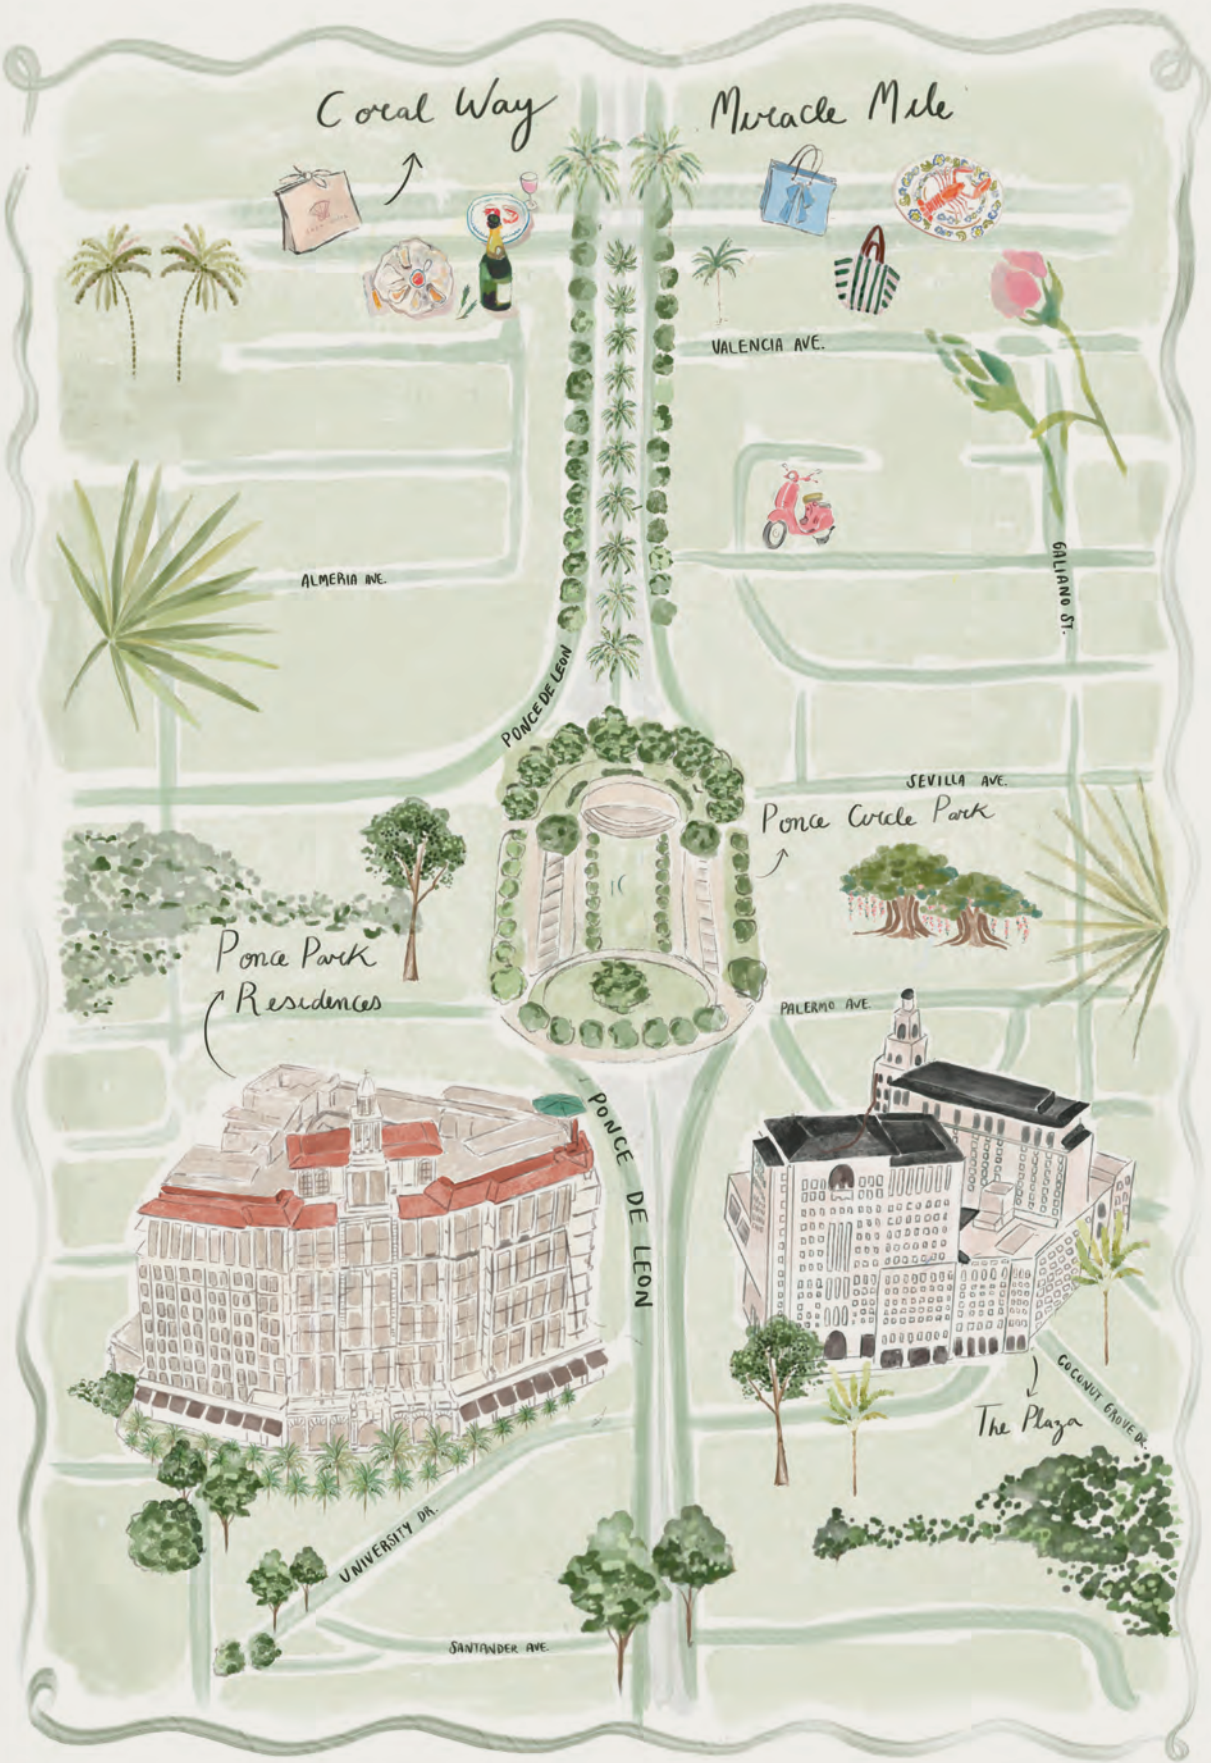 Coral Way
Miracle Mile
VALENCIA AVE.
GALIANO ST.
ALMERIA AVE.
PONCE DE LEON
SEVILLA AVE.
Ponce Circle Park
Ponce Park
Residences
PALERMO AVE.
PONCE DE LEON
COCONUT GROVE DR.
The Plaza
UNIVERSITY DR.
SANTANDER AVE.